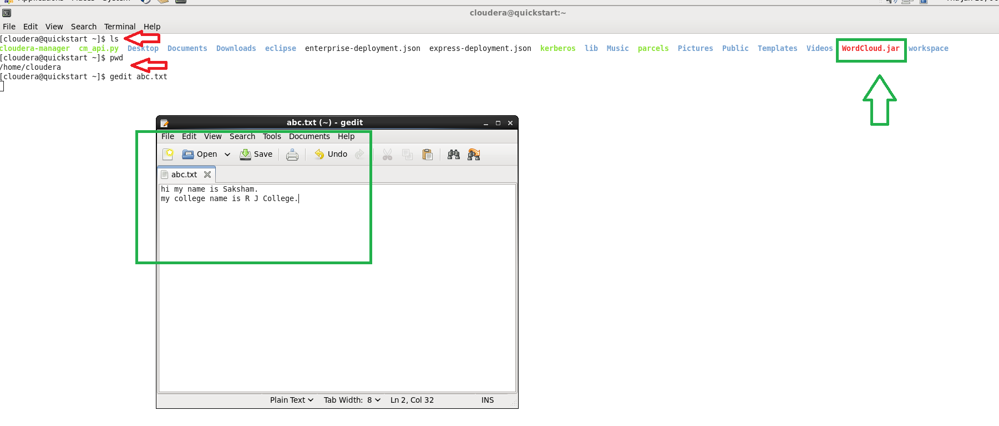 cloudera@quickstart:~
File Edit View Search Terminal Help
[cloudera@quickstart ~]$ ls
cloudera-manager cm_api.py Desktop Documents Downloads eclipse enterprise-deployment.json express-deployment.json kerberos lib Music parcels Pictures Public Templates Videos WordCloud.jar workspace
[cloudera@quickstart ~]$ pwd
/home/cloudera
[cloudera@quickstart ~]$ gedit abc.txt
abc.txt (~) - gedit
File Edit View Search Tools Documents Help
Open Save Undo
abc.txt
hi my name is Saksham.
my college name is R J College.
Plain Text Tab Width: 8 Ln 2, Col 32 INS